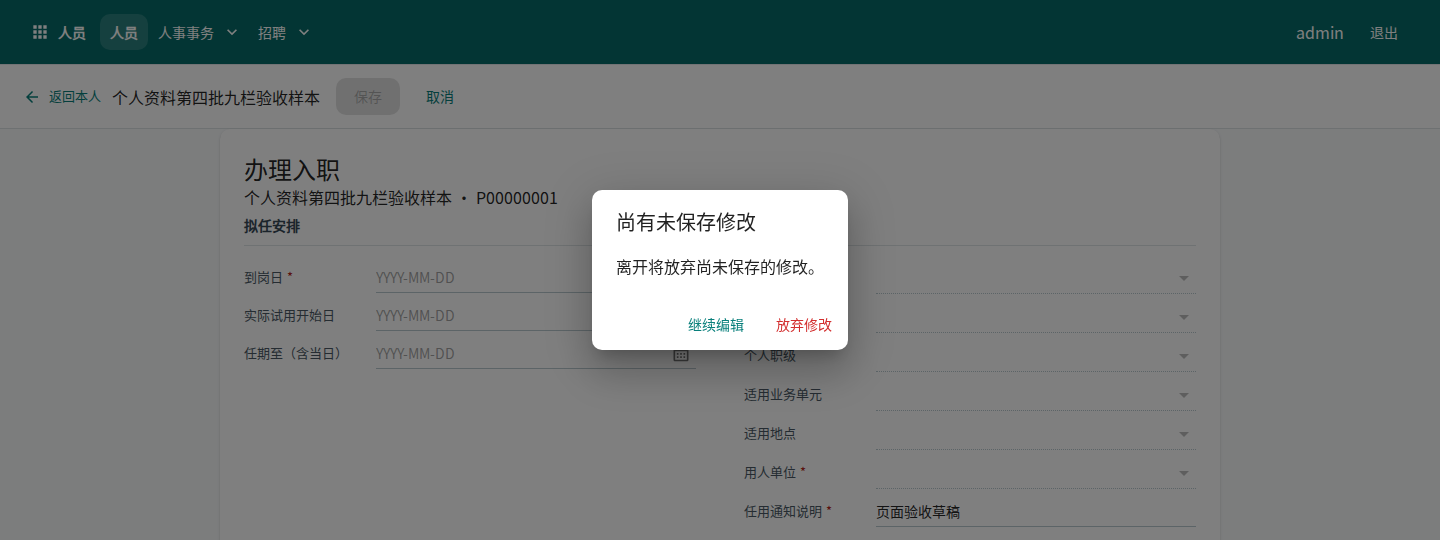 人员 人员 人事事务 招聘 admin 退出
返回本人 个人资料第四批九栏验收样本 保存 取消
办理入职
个人资料第四批九栏验收样本 • P00000001
拟任安排
尚有未保存修改
离开将放弃尚未保存的修改。
继续编辑 放弃修改
到岗日 * YYYY-MM-DD
实际试用开始日 YYYY-MM-DD
任期至（含当日） YYYY-MM-DD
个人职级
适用业务单元
适用地点
用人单位 *
任用通知说明 * 页面验收草稿